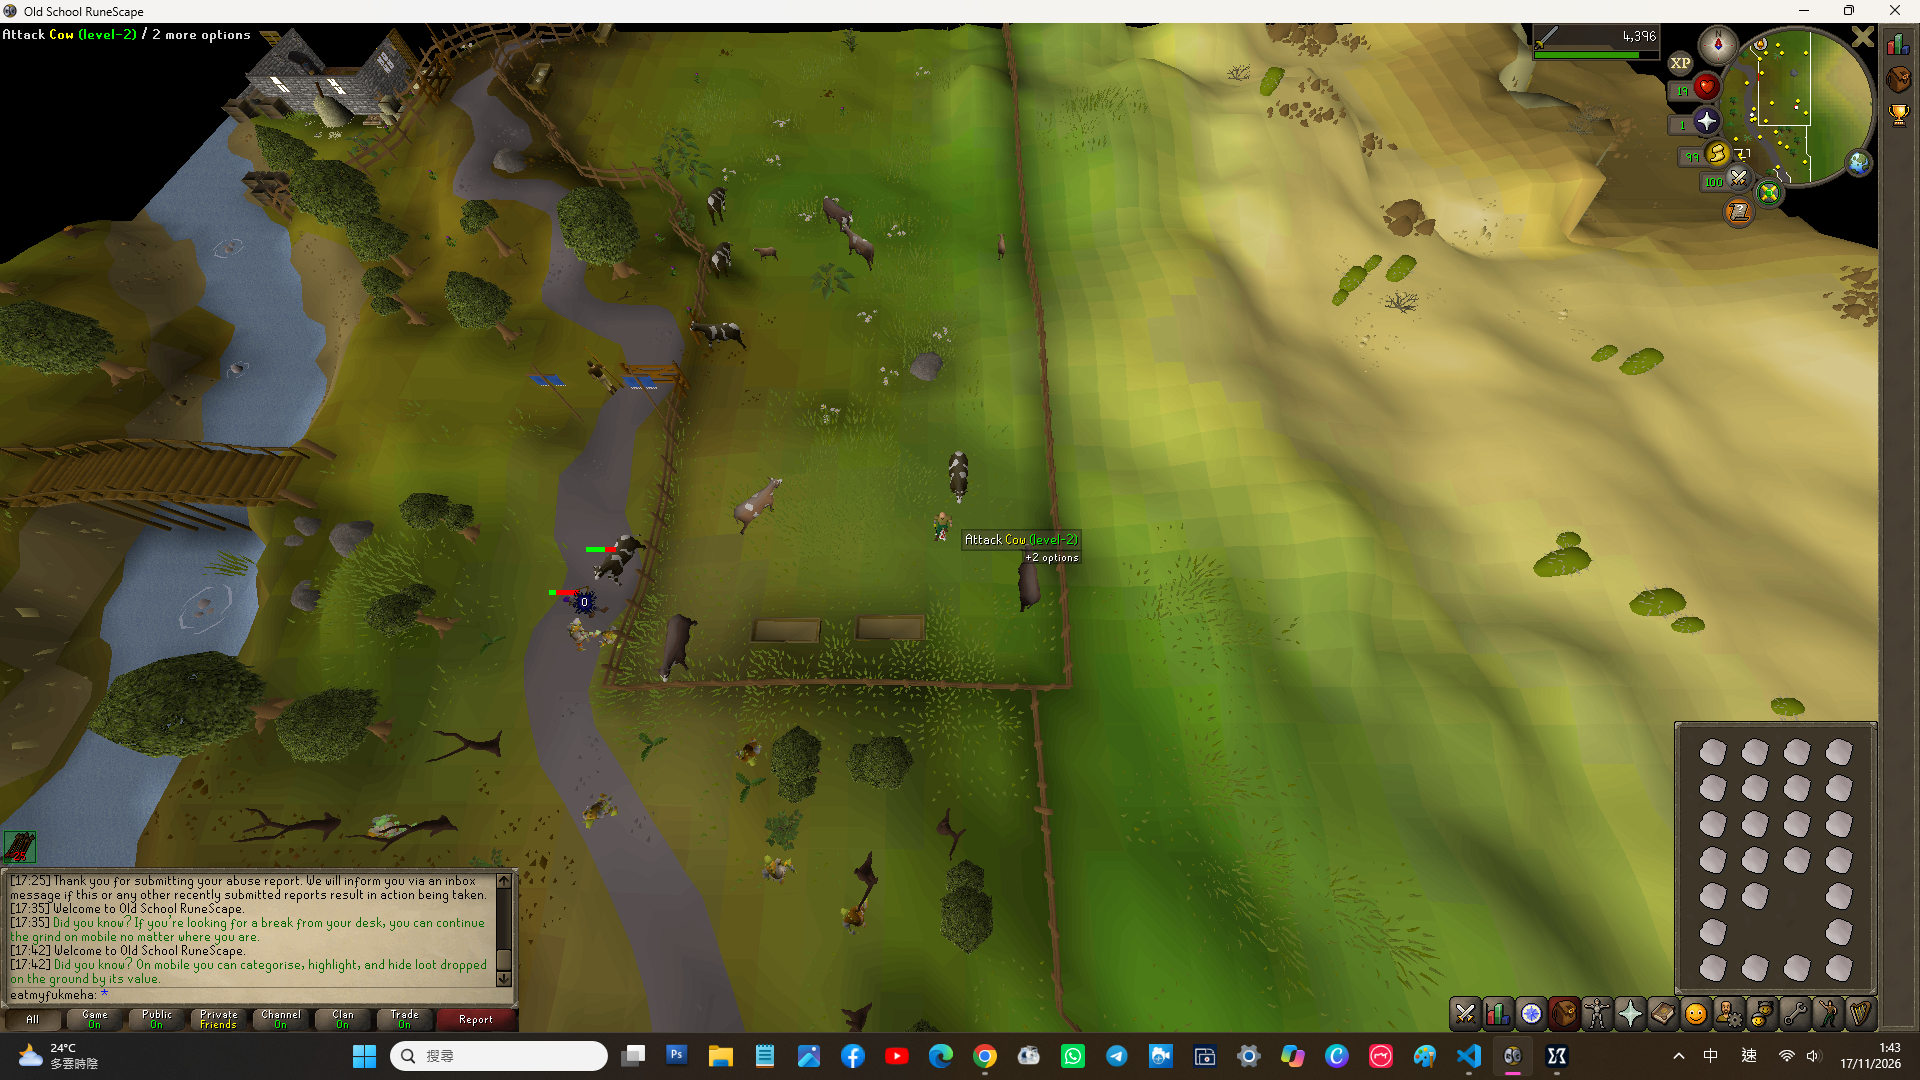 Old School RuneScape
Attack Cow (level-2) / 2 more options
4,396
XP
N
19
1
99
100
Attack Cow (level-2)
+2 options
0
[17:25] Thank you for submitting your abuse report. We will inform you via an inbox
message if this or any other recently submitted reports result in action being taken.
[17:35] Welcome to Old School RuneScape.
[17:35] Did you know? If you're looking for a break from your desk, you can continue
the grind on mobile no matter where you are.
[17:42] Welcome to Old School RuneScape.
[17:42] Did you know? On mobile you can categorise, highlight, and hide loot dropped
on the ground by its value.
eatmyfukmeha: *
All
Game
On
Public
On
Private
Friends
Channel
On
Clan
On
Trade
On
Report
24°C
多雲時陰
搜尋
Ps
中
速
1:43
17/11/2026